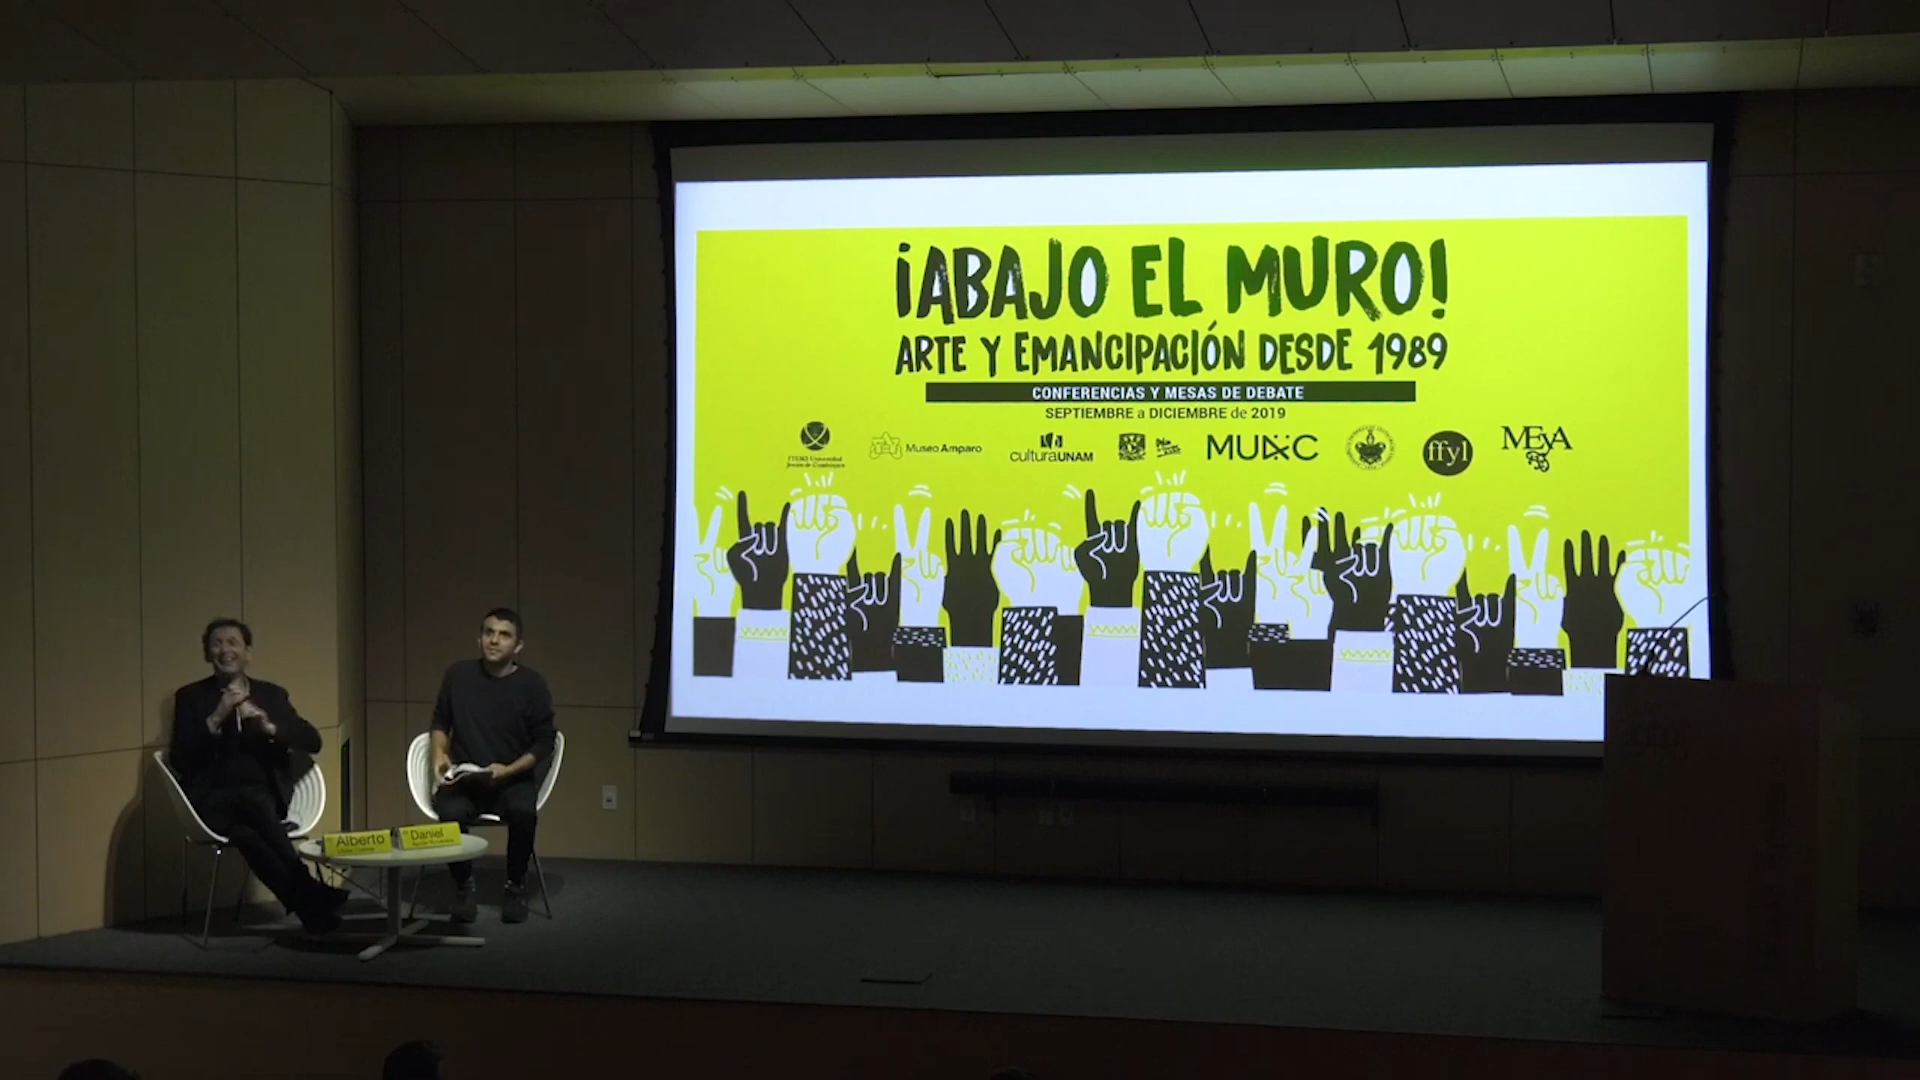 ¡ABAJO EL MURO!
ARTE Y EMANCIPACIÓN DESDE 1989
CONFERENCIAS Y MESAS DE DEBATE
SEPTIEMBRE a DICIEMBRE de 2019
Museo Amparo
culturaUNAM
MUAC
ffyl
MEyA
Alberto
Daniel